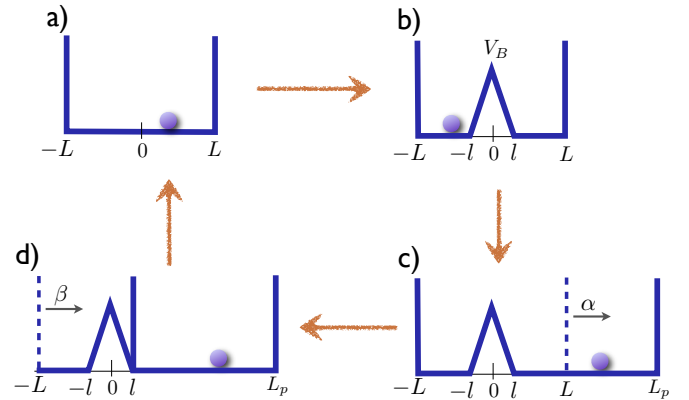 a)
−L 0 L
b)
V_B
−L −l 0 l L
d)
β
−L −l 0 l L_p
c)
α
−L −l 0 l L L_p